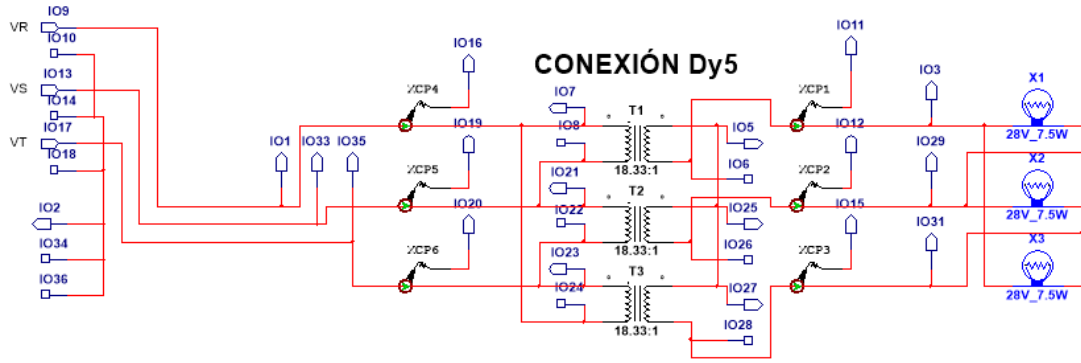 CONEXIÓN Dy5
VR
IO9
IO10
VS
IO13
IO14
VT
IO17
IO18
IO2
IO34
IO36
IO1
IO33
IO35
IO16
XCP4
IO19
XCP5
IO20
XCP6
IO7
IO8
T1
18.33:1
IO5
IO6
IO21
IO22
T2
18.33:1
IO25
IO26
IO23
IO24
T3
18.33:1
IO27
IO28
IO11
XCP1
IO12
XCP2
IO15
XCP3
IO3
IO29
IO31
X1
28V_7.5W
X2
28V_7.5W
X3
28V_7.5W